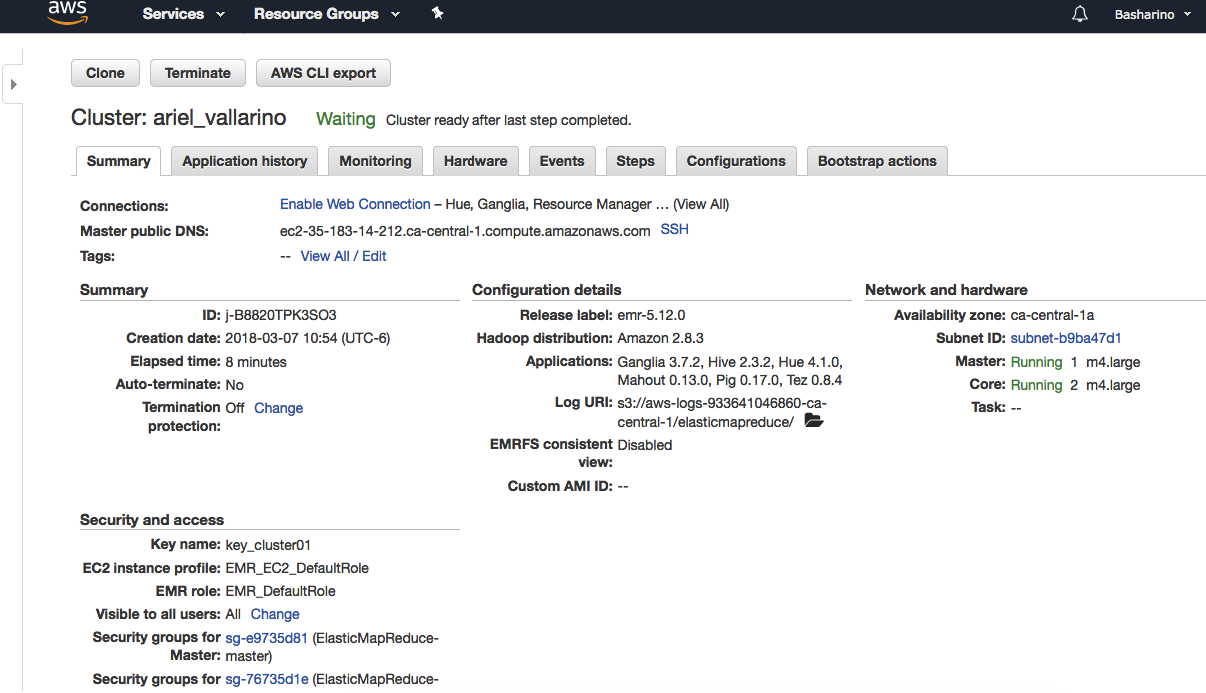 aws Services Resource Groups Basharino
Clone Terminate AWS CLI export
Cluster: ariel_vallarino Waiting Cluster ready after last step completed.
Summary Application history Monitoring Hardware Events Steps Configurations Bootstrap actions
Connections: Enable Web Connection – Hue, Ganglia, Resource Manager … (View All)
Master public DNS: ec2-35-183-14-212.ca-central-1.compute.amazonaws.com SSH
Tags: -- View All / Edit
Summary
ID: j-B8820TPK3SO3
Creation date: 2018-03-07 10:54 (UTC-6)
Elapsed time: 8 minutes
Auto-terminate: No
Termination Off Change
protection:
Configuration details
Release label: emr-5.12.0
Hadoop distribution: Amazon 2.8.3
Applications: Ganglia 3.7.2, Hive 2.3.2, Hue 4.1.0,
Mahout 0.13.0, Pig 0.17.0, Tez 0.8.4
Log URI: s3://aws-logs-933641046860-ca-
central-1/elasticmapreduce/
EMRFS consistent Disabled
view:
Custom AMI ID: --
Network and hardware
Availability zone: ca-central-1a
Subnet ID: subnet-b9ba47d1
Master: Running 1 m4.large
Core: Running 2 m4.large
Task: --
Security and access
Key name: key_cluster01
EC2 instance profile: EMR_EC2_DefaultRole
EMR role: EMR_DefaultRole
Visible to all users: All Change
Security groups for sg-e9735d81 (ElasticMapReduce-
Master: master)
Security groups for sg-76735d1e (ElasticMapReduce-